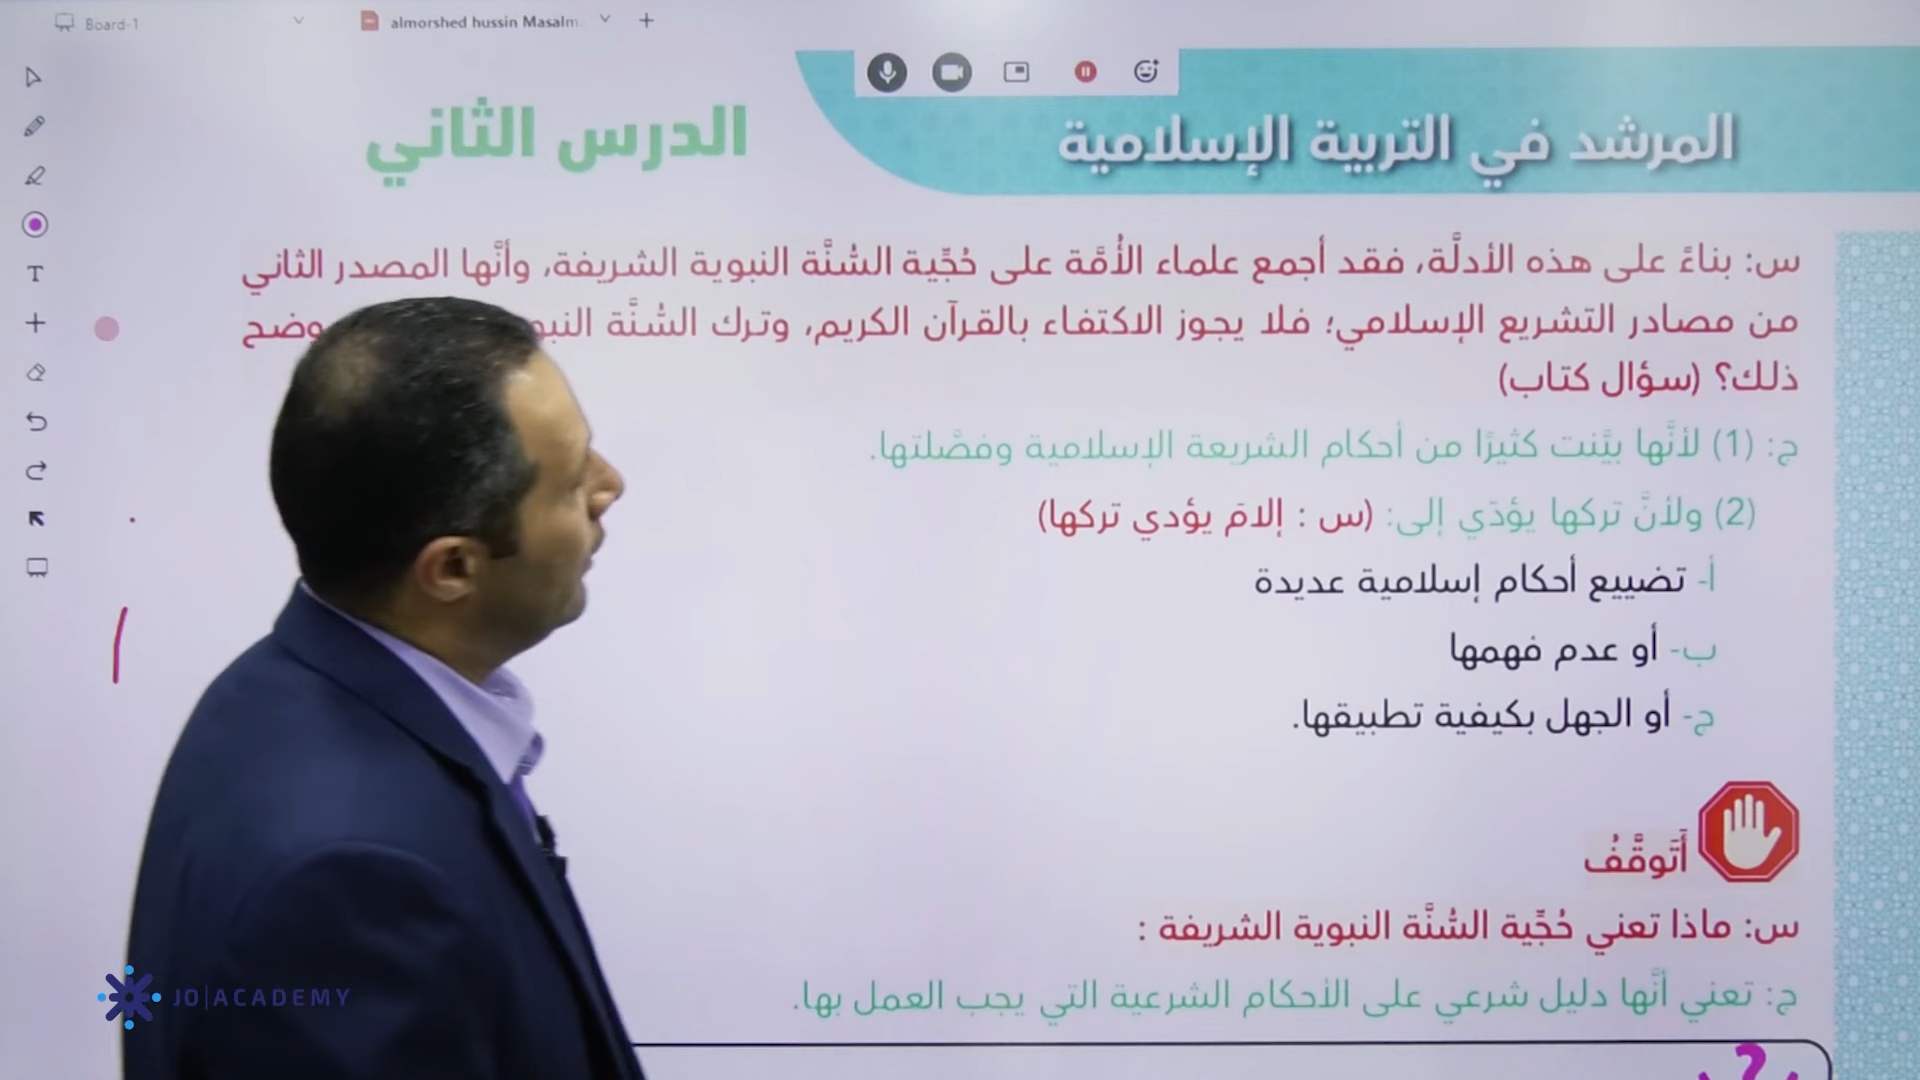 Board-1
almorshed hussin Masalm
المرشد في التربية الإسلامية
الدرس الثاني
س: بناءً على هذه الأدلَّة، فقد أجمع علماء الأُمَّة على حُجِّية السُّنَّة النبوية الشريفة، وأنَّها المصدر الثاني
من مصادر التشريع الإسلامي؛ فلا يجوز الاكتفاء بالقرآن الكريم، وترك السُّنَّة وضح
ذلك؟ (سؤال كتاب)
ج: (1) لأنَّها بيَّنت كثيرًا من أحكام الشريعة الإسلامية وفصَّلتها.
(2) ولأنَّ تركها يؤدّي إلى: (س : إلامَ يؤدي تركها)
أ- تضييع أحكام إسلامية عديدة
ب- أو عدم فهمها
ج- أو الجهل بكيفية تطبيقها.
أَتَوقَّفُ
س: ماذا تعني حُجِّية السُّنَّة النبوية الشريفة :
ج: تعني أنَّها دليل شرعي على الأحكام الشرعية التي يجب العمل بها.
JO|ACADEMY